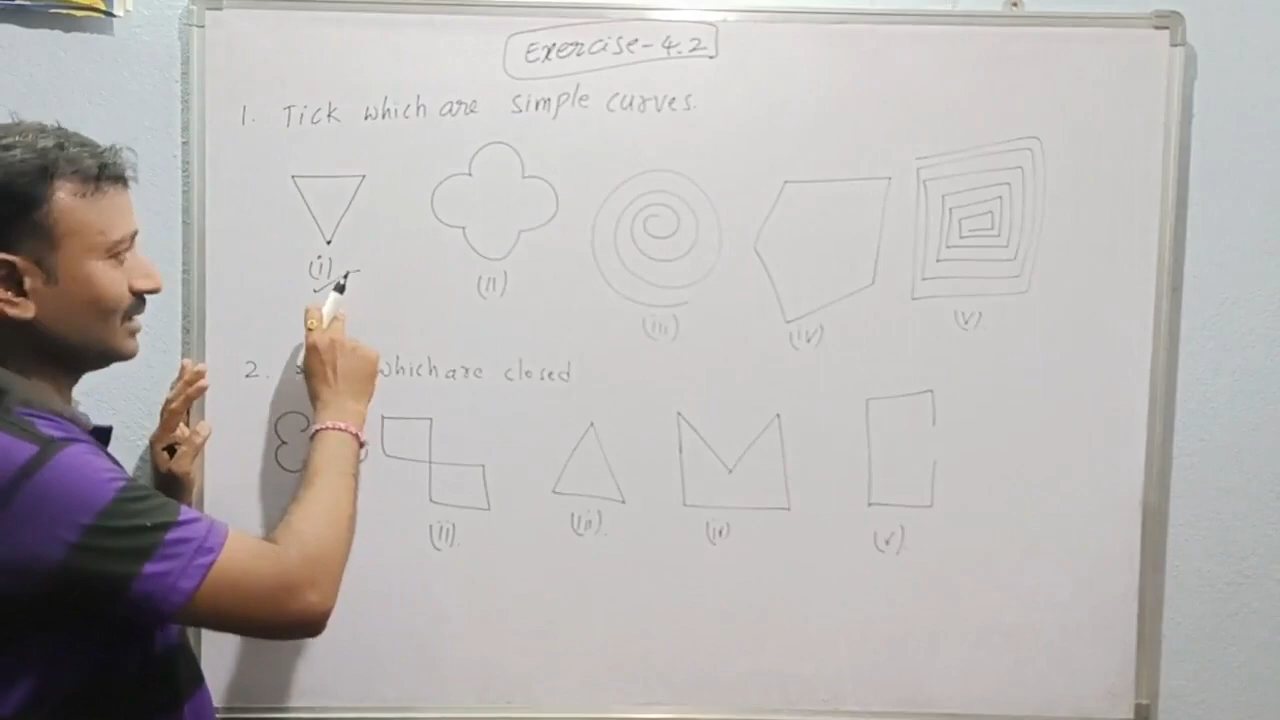 Exercise-4.2
1. Tick which are simple curves.
(i) (ii) (iii) (iv) (v)
2. which are closed
(ii). (iii). (iv) (v).